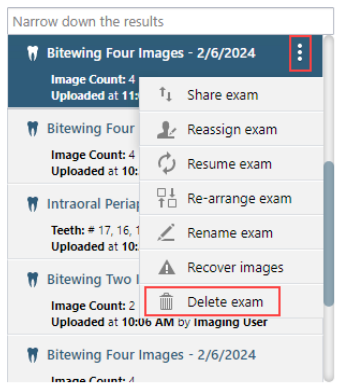 Narrow down the results
Bitewing Four Images - 2/6/2024
Image Count: 4
Uploaded at 11:
Share exam
Bitewing Four
Reassign exam
Image Count: 4
Uploaded at 10:
Resume exam
Intraoral Periap
Re-arrange exam
Teeth: # 17, 16, 1
Uploaded at 10:
Rename exam
Bitewing Two I
Recover images
Image Count: 2
Delete exam
Uploaded at 10:06 AM by Imaging User
Bitewing Four Images - 2/6/2024
Image Count: 4